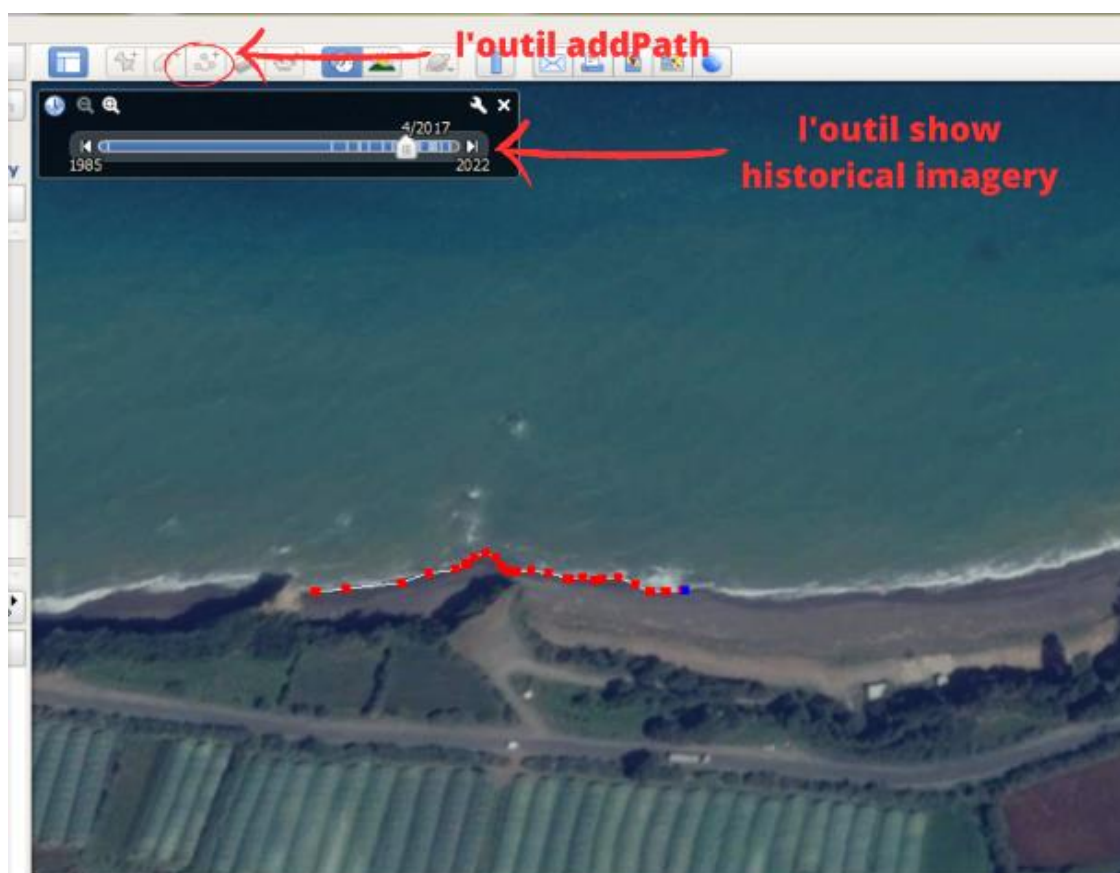 l'outil addPath
4/2017
1985
2022
l'outil show
historical imagery
y